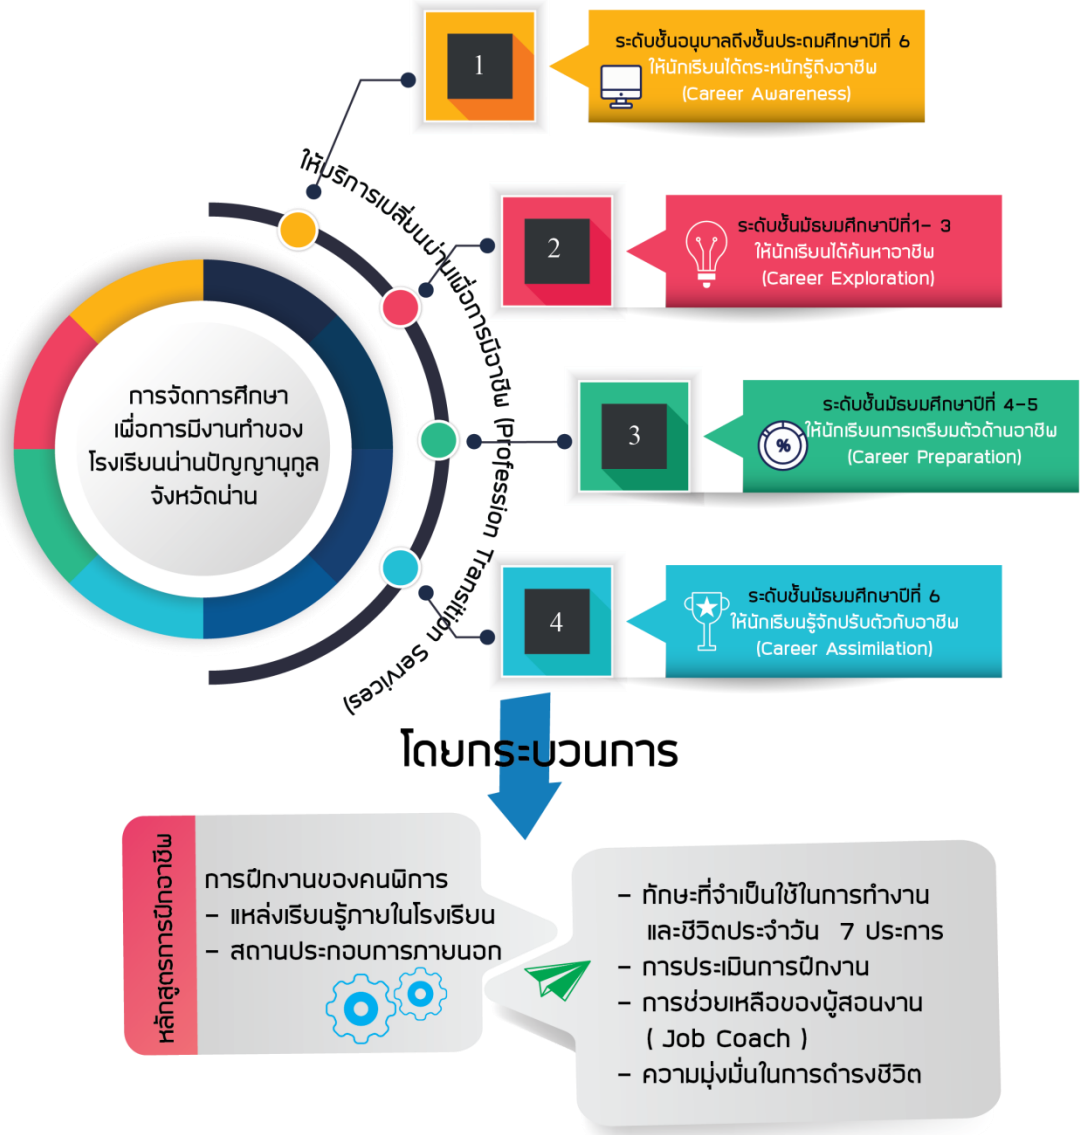 1
ระดับชั้นอนุบาลถึงชั้นประถมศึกษาปีที่ 6
ให้นักเรียนได้ตระหนักรู้ถึงอาชีพ
(Career Awareness)
ให้บริการเปลี่ยนผ่านเพื่อการมีอาชีพ (Profession Transition Services)
2
ระดับชั้นมัธยมศึกษาปีที่1- 3
ให้นักเรียนได้ค้นหาอาชีพ
(Career Exploration)
การจัดการศึกษา
เพื่อการมีงานทำของ
โรงเรียนน่านปัญญานุกูล
จังหวัดน่าน
3
ระดับชั้นมัธยมศึกษาปีที่ 4-5
ให้นักเรียนการเตรียมตัวด้านอาชีพ
%
(Career Preparation)
4
ระดับชั้นมัธยมศึกษาปีที่ 6
ให้นักเรียนรู้จักปรับตัวกับอาชีพ
(Career Assimilation)
โดยกระบวนการ
หลักสูตรการฝึกอาชีพ
การฝึกงานของคนพิการ
- แหล่งเรียนรู้ภายในโรงเรียน
- สถานประกอบการภายนอก
- ทักษะที่จำเป็นใช้ในการทำงาน
และชีวิตประจำวัน 7 ประการ
- การประเมินการฝึกงาน
- การช่วยเหลือของผู้สอนงาน
( Job Coach )
- ความมุ่งมั่นในการดำรงชีวิต